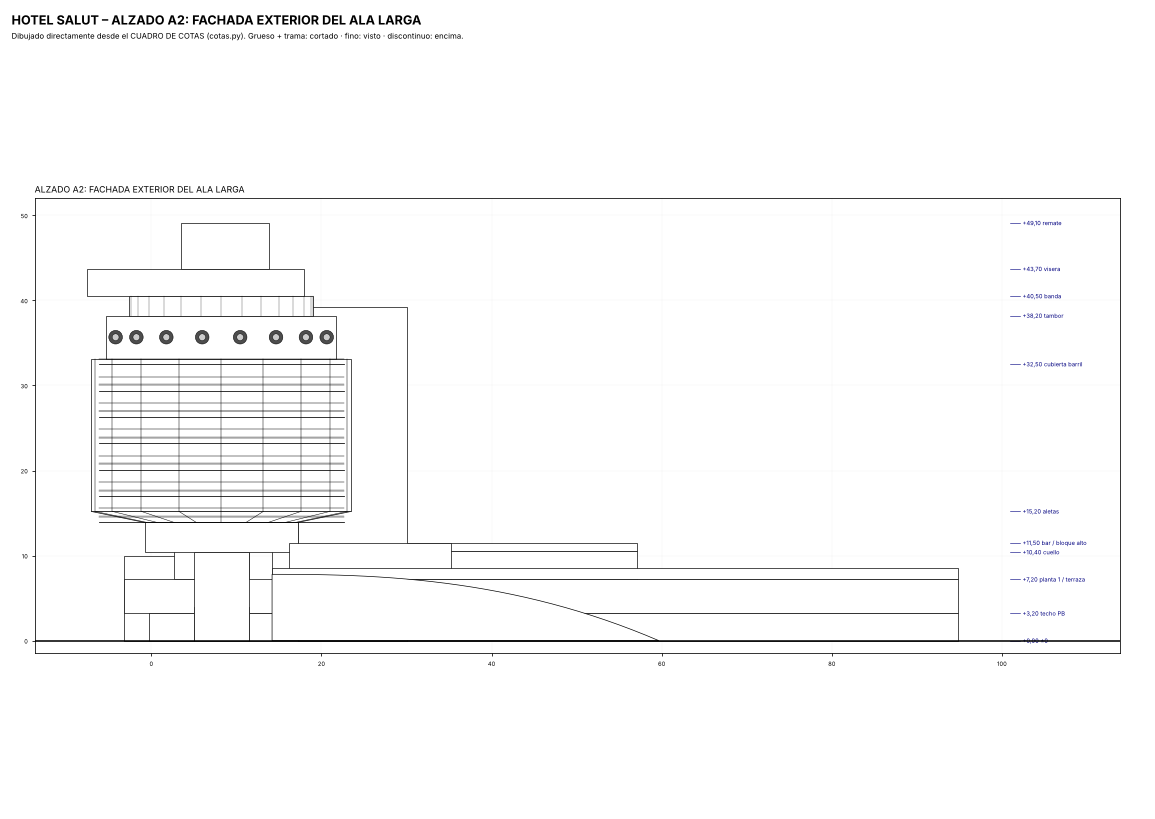 HOTEL SALUT – ALZADO A2: FACHADA EXTERIOR DEL ALA LARGA
Dibujado directamente desde el CUADRO DE COTAS (cotas.py). Grueso + trama: cortado · fino: visto · discontinuo: encima.
ALZADO A2: FACHADA EXTERIOR DEL ALA LARGA
50
+49,10 remate
+43,70 visera
40
+40,50 banda
+38,20 tambor
+32,50 cubierta barril
30
20
+15,20 aletas
+11,50 bar / bloque alto
10
+10,40 cuello
+7,20 planta 1 / terraza
+3,20 techo PB
0
+0,00 ±0
0
20
40
60
80
100